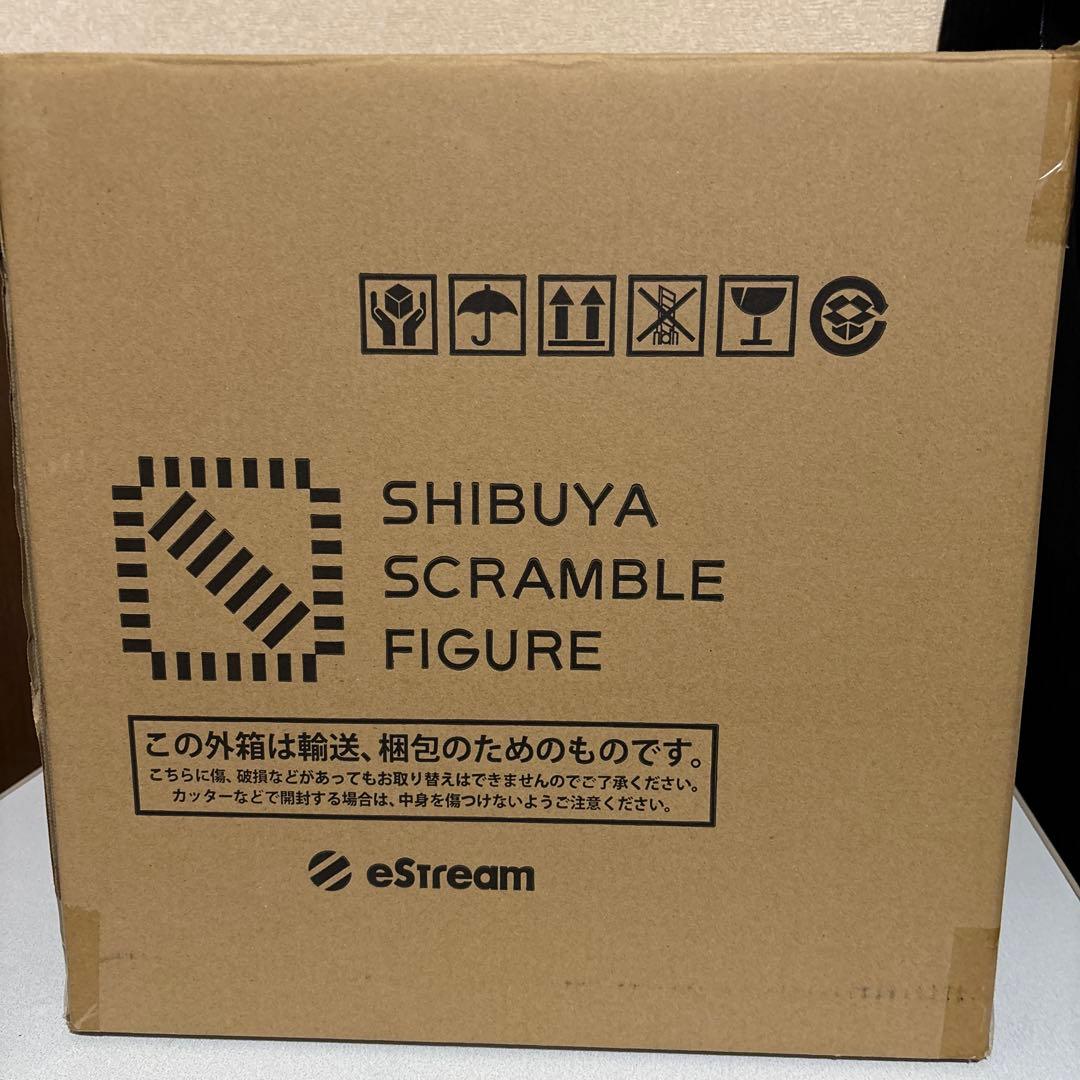 SHIBUYA
SCRAMBLE
FIGURE
この外箱は輸送、梱包のためのものです。
こちらに傷、破損などがあってもお取り替えはできませんのでご了承ください。
カッターなどで開封する場合は、中身を傷つけないようご注意ください。
eStream